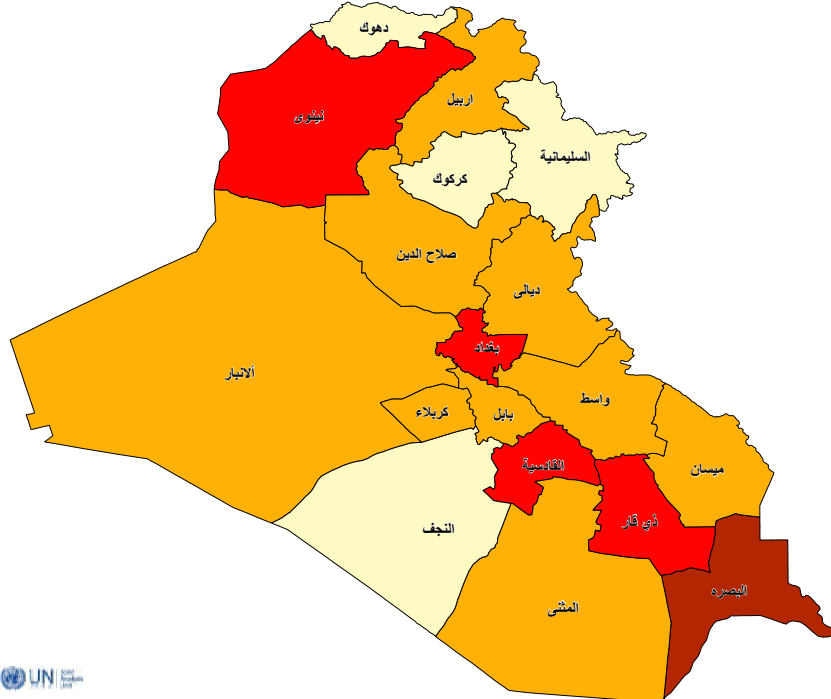 دهوك
اربيل
نينوى
السليمانية
كركوك
صلاح الدين
ديالى
بغداد
الانبار
واسط
كربلاء
بابل
القادسية
ميسان
ذي قار
النجف
البصره
المثنى
UN